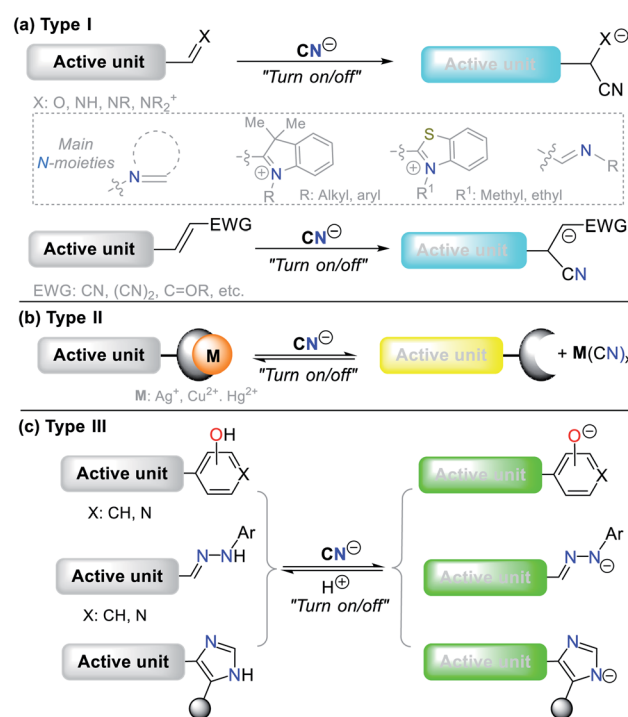 (a) Type I
X
Active unit
CN⊖
"Turn on/off"
Active unit
X⊖
CN
X: O, NH, NR, NR₂⁺
Main
N-moieties
N
Me Me
N
⊕
R
R: Alkyl, aryl
S
N
⊕
R¹
R¹: Methyl, ethyl
N
R
Active unit
EWG
CN⊖
"Turn on/off"
Active unit
⊖
EWG
CN
EWG: CN, (CN)₂, C=OR, etc.
(b) Type II
Active unit
M
CN⊖
"Turn on/off"
Active unit
+ M(CN)ₓ
M: Ag⁺, Cu²⁺. Hg²⁺
(c) Type III
OH
Active unit
X
X: CH, N
Ar
N-NH
Active unit
X: CH, N
N
Active unit
NH
CN⊖
H⊕
"Turn on/off"
O⊖
Active unit
X
Ar
N-N⊖
Active unit
N
Active unit
N⊖